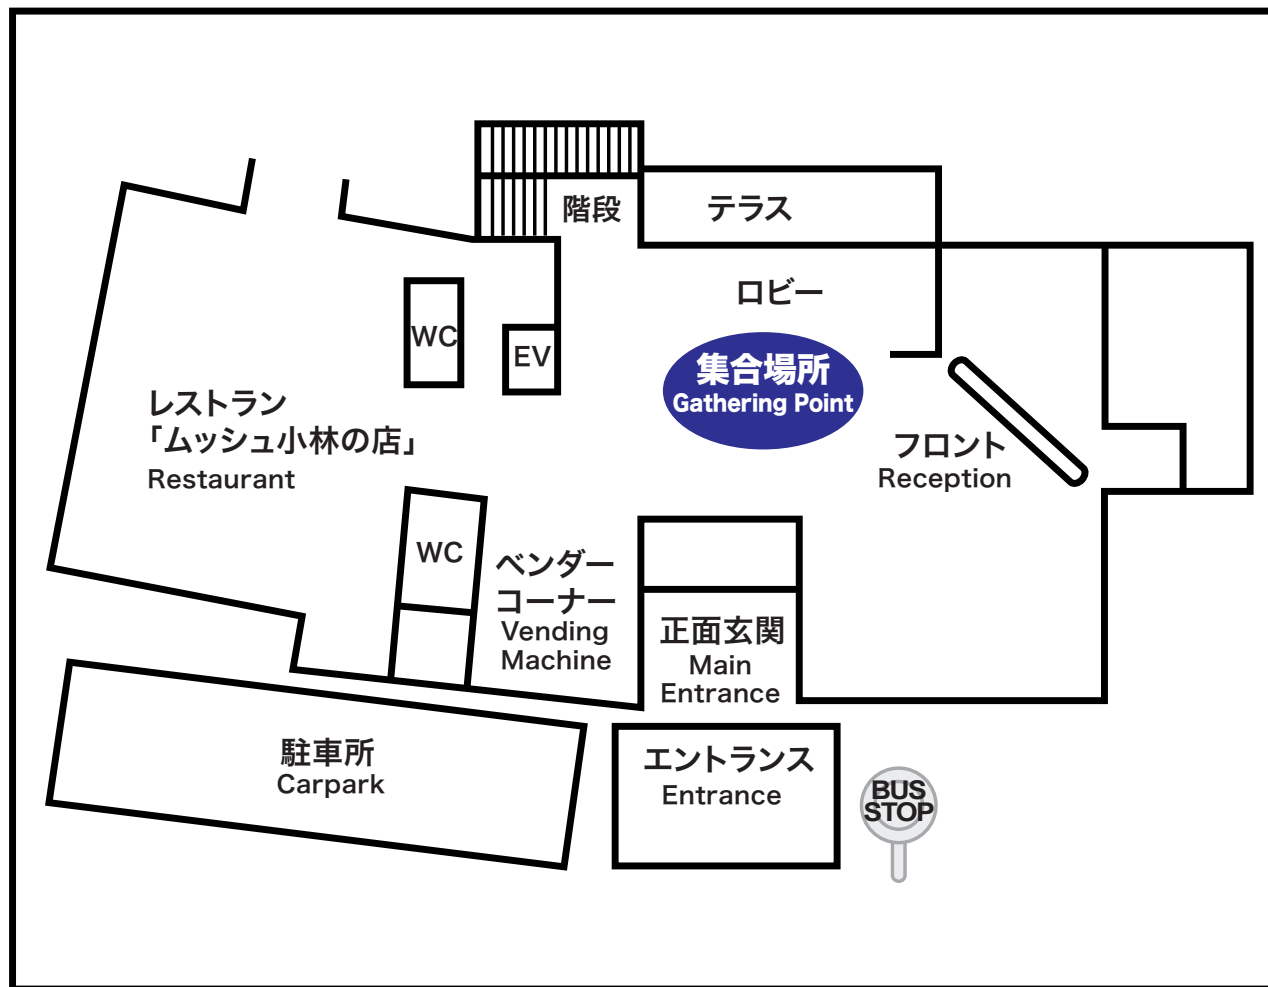 階段
テラス
ロビー
WC
EV
集合場所
Gathering Point
レストラン
「ムッシュ小林の店」
Restaurant
フロント
Reception
WC
ベンダー
コーナー
Vending
Machine
正面玄関
Main
Entrance
駐車所
Carpark
エントランス
Entrance
BUS
STOP